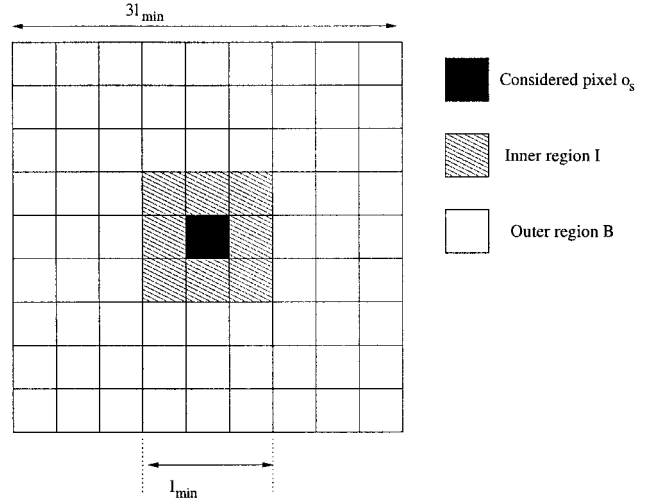 3l_min
Considered pixel o_s
Inner region I
Outer region B
l_min